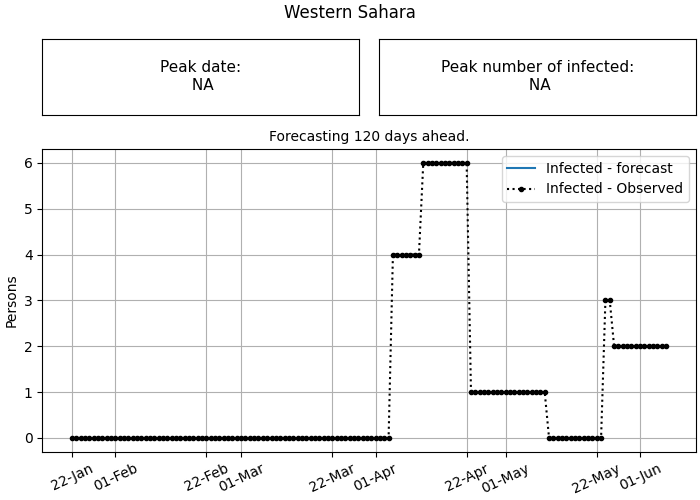 Western Sahara
Peak date:
NA
Peak number of infected:
NA
Forecasting 120 days ahead.
Infected - forecast
Infected - Observed
Persons
6
5
4
3
2
1
0
22-Jan
01-Feb
22-Feb
01-Mar
22-Mar
01-Apr
22-Apr
01-May
22-May
01-Jun